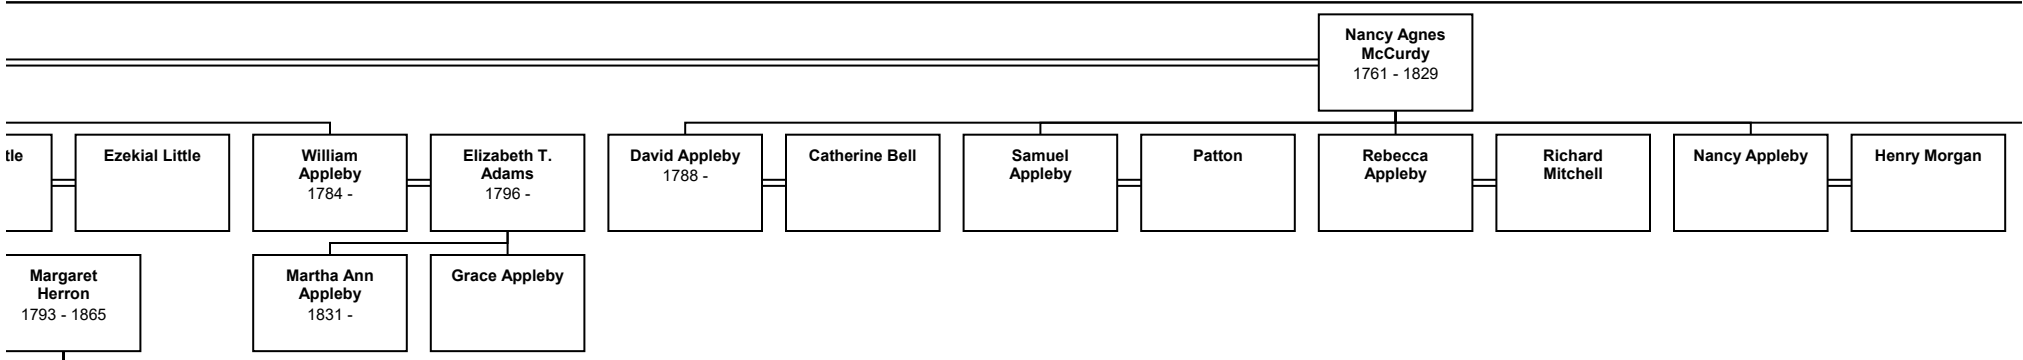 Nancy Agnes
McCurdy
1761 - 1829
tle
Ezekial Little
William
Appleby
1784 -
Elizabeth T.
Adams
1796 -
David Appleby
1788 -
Catherine Bell
Samuel
Appleby
Patton
Rebecca
Appleby
Richard
Mitchell
Nancy Appleby
Henry Morgan
Margaret
Herron
1793 - 1865
Martha Ann
Appleby
1831 -
Grace Appleby